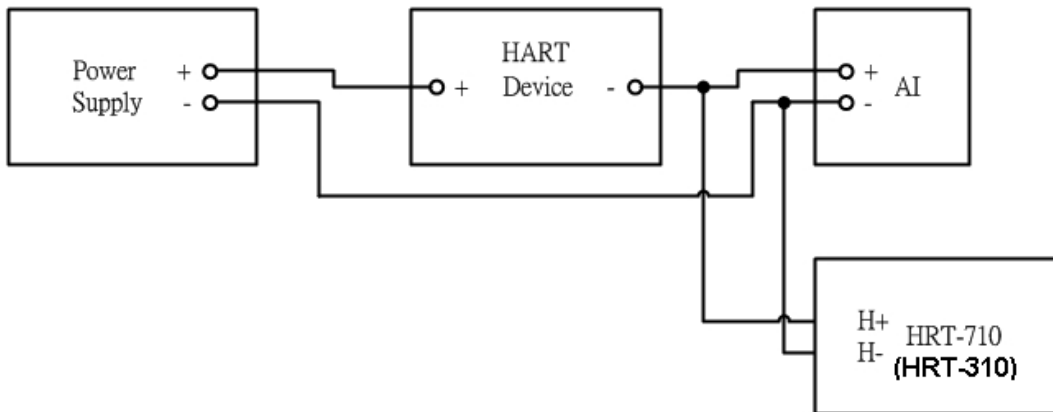 Power
Supply
+
-
+
HART
Device
-
+
-
AI
H+
H-
HRT-710
(HRT-310)